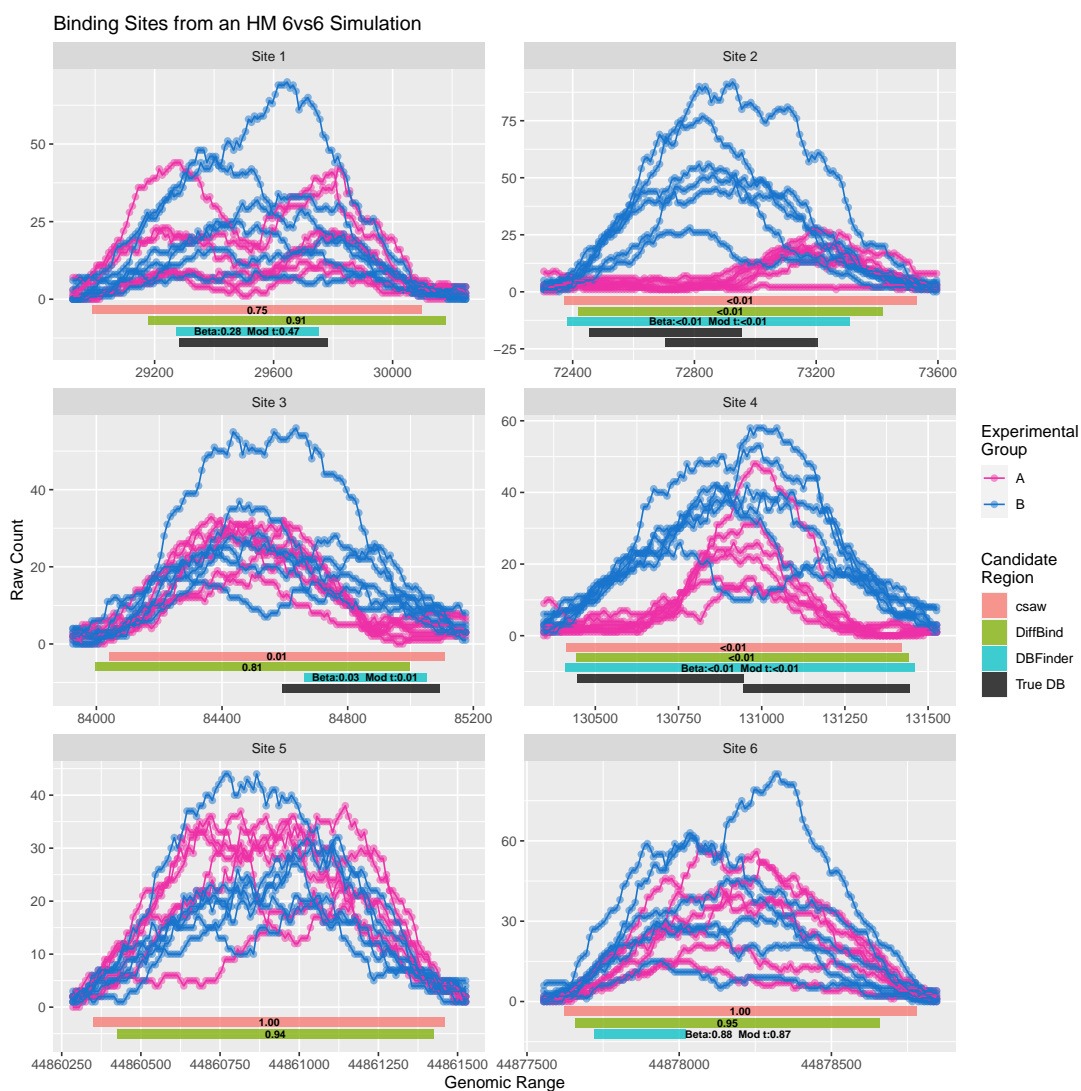 Binding Sites from an HM 6vs6 Simulation
Site 1
Site 2
50
25
0
0.75
0.91
Beta:0.28 Mod t:0.47
29200
29600
30000
75
50
25
0
−25
<0.01
<0.01
Beta:<0.01 Mod t:<0.01
72400
72800
73200
73600
Site 3
Site 4
40
20
0
0.01
0.81
Beta:0.03 Mod t:0.01
84000
84400
84800
85200
60
40
20
0
<0.01
<0.01
Beta:<0.01 Mod t:<0.01
130500
130750
131000
131250
131500
Site 5
Site 6
40
30
20
10
0
1.00
0.94
44860250
44860500
44860750
44861000
44861250
44861500
60
30
0
1.00
0.95
Beta:0.88 Mod t:0.87
44877500
44878000
44878500
Raw Count
Genomic Range
Experimental
Group
A
B
Candidate
Region
csaw
DiffBind
DBFinder
True DB